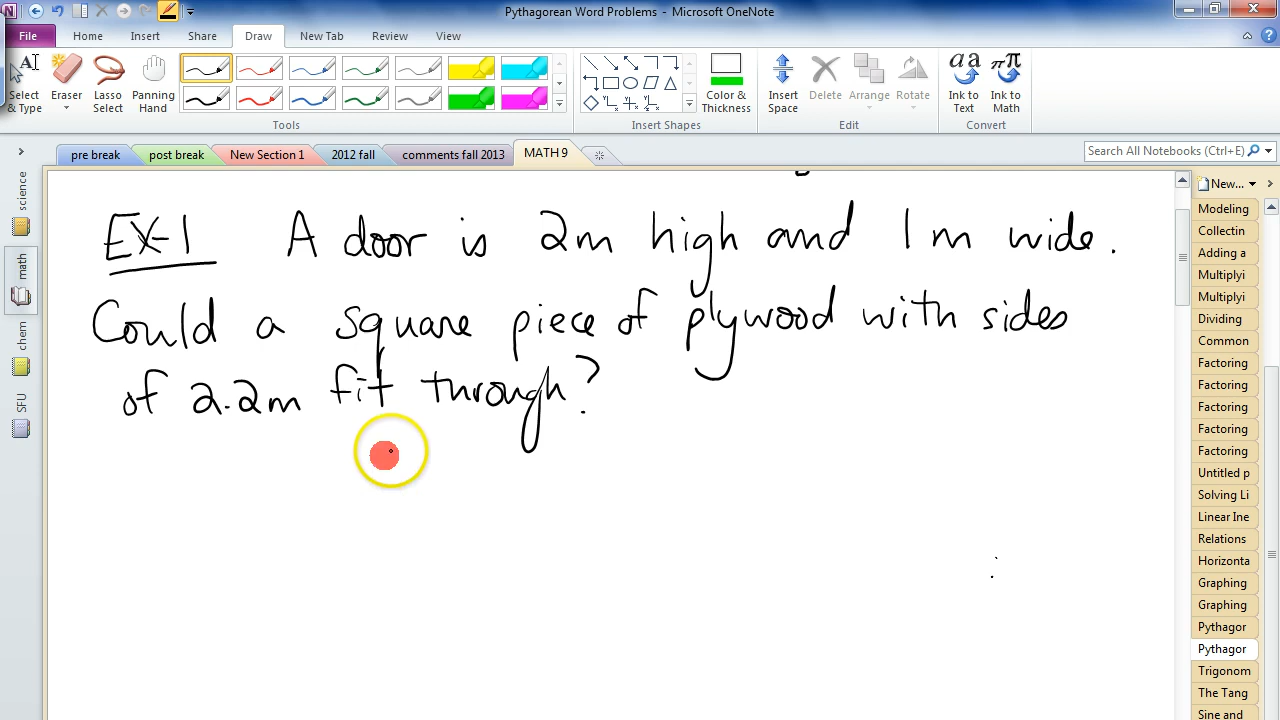 Pythagorean Word Problems - Microsoft OneNote
File Home Insert Share Draw New Tab Review View
Select & Type Eraser Lasso Select Panning Hand Color & Thickness Insert Space Delete Arrange Rotate Ink to Text Ink to Math
Tools Insert Shapes Edit Convert
pre break post break New Section 1 2012 fall comments fall 2013 MATH 9 Search All Notebooks (Ctrl+E)
science
math
chem
SFU
EX-1 A door is 2m high and 1m wide.
Could a square piece of plywood with sides
of 2.2m fit through?
New...
Modeling
Collectin
Adding a
Multiplyi
Multiplyi
Dividing
Common
Factoring
Factoring
Factoring
Factoring
Factoring
Untitled p
Solving Li
Linear Ine
Relations
Horizonta
Graphing
Graphing
Pythagor
Pythagor
Trigonom
The Tang
Sine and